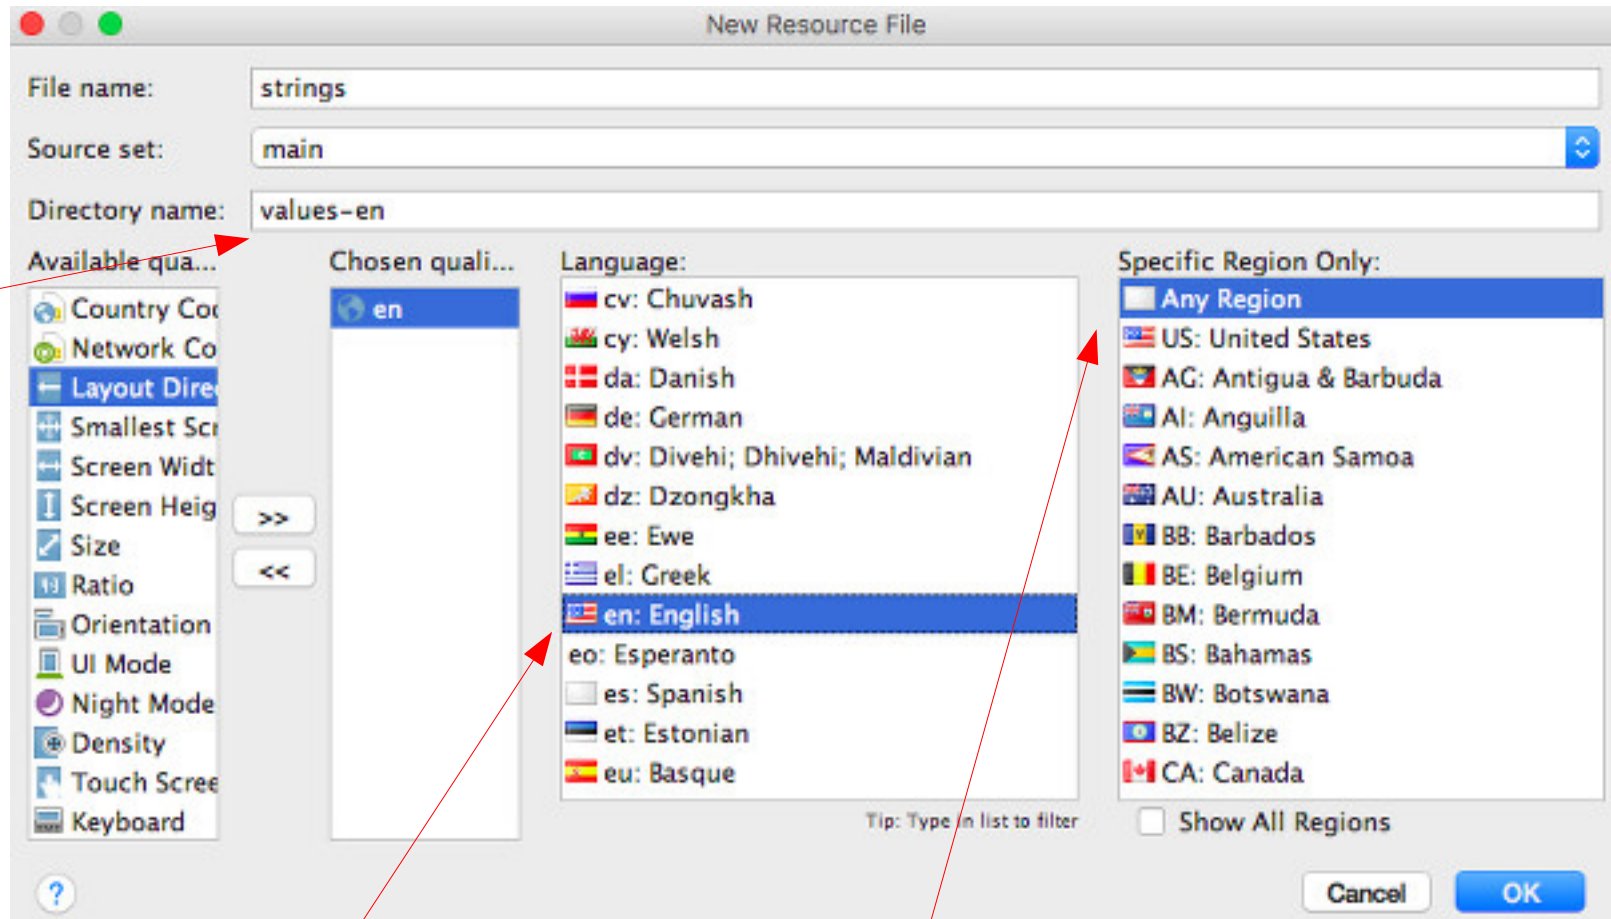 New Resource File
File name:
strings
Source set:
main
Directory name:
values-en
Available qua...
Country Co
Network Co
Layout Dire
Smallest Scr
Screen Widt
Screen Heig
Size
Ratio
Orientation
UI Mode
Night Mode
Density
Touch Scree
Keyboard
>>
<<
Chosen quali...
en
Language:
cv: Chuvash
cy: Welsh
da: Danish
de: German
dv: Divehi; Dhivehi; Maldivian
dz: Dzongkha
ee: Ewe
el: Greek
en: English
eo: Esperanto
es: Spanish
et: Estonian
eu: Basque
Tip: Type in list to filter
Specific Region Only:
Any Region
US: United States
AG: Antigua & Barbuda
AI: Anguilla
AS: American Samoa
AU: Australia
BB: Barbados
BE: Belgium
BM: Bermuda
BS: Bahamas
BW: Botswana
BZ: Belize
CA: Canada
Show All Regions
?
Cancel
OK